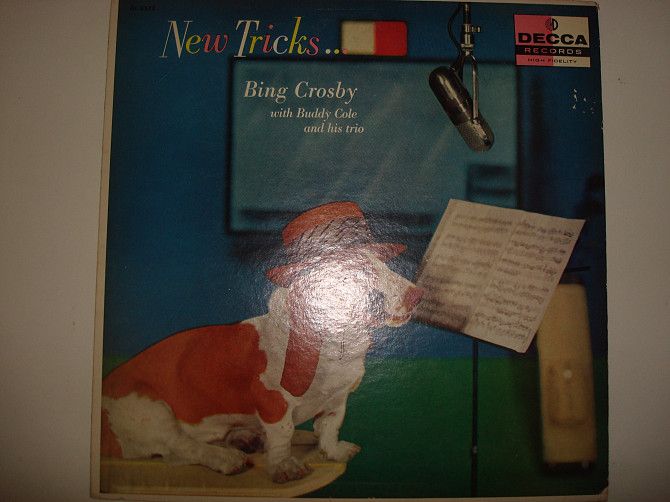 New Tricks...
DECCA
RECORDS
HIGH FIDELITY
Bing Crosby
with Buddy Cole
and his trio